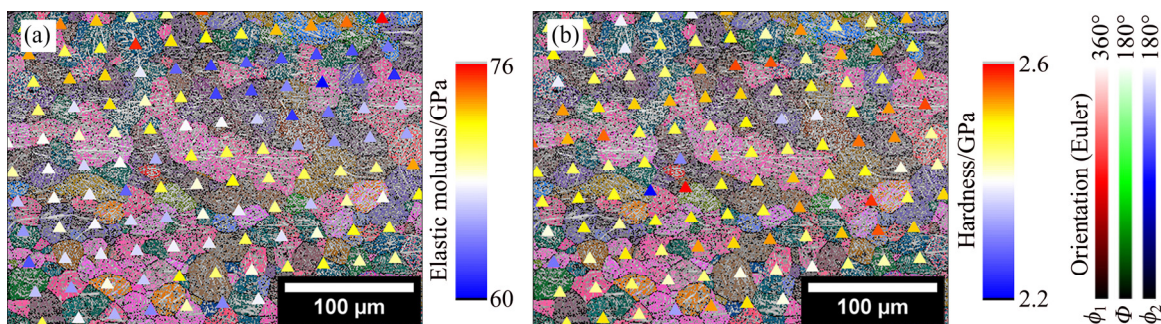 (a)
76
Elastic moludus/GPa
60
100 μm
(b)
2.6
Hardness/GPa
2.2
100 μm
360°
180°
180°
Orientation (Euler)
ϕ1
Φ
ϕ2